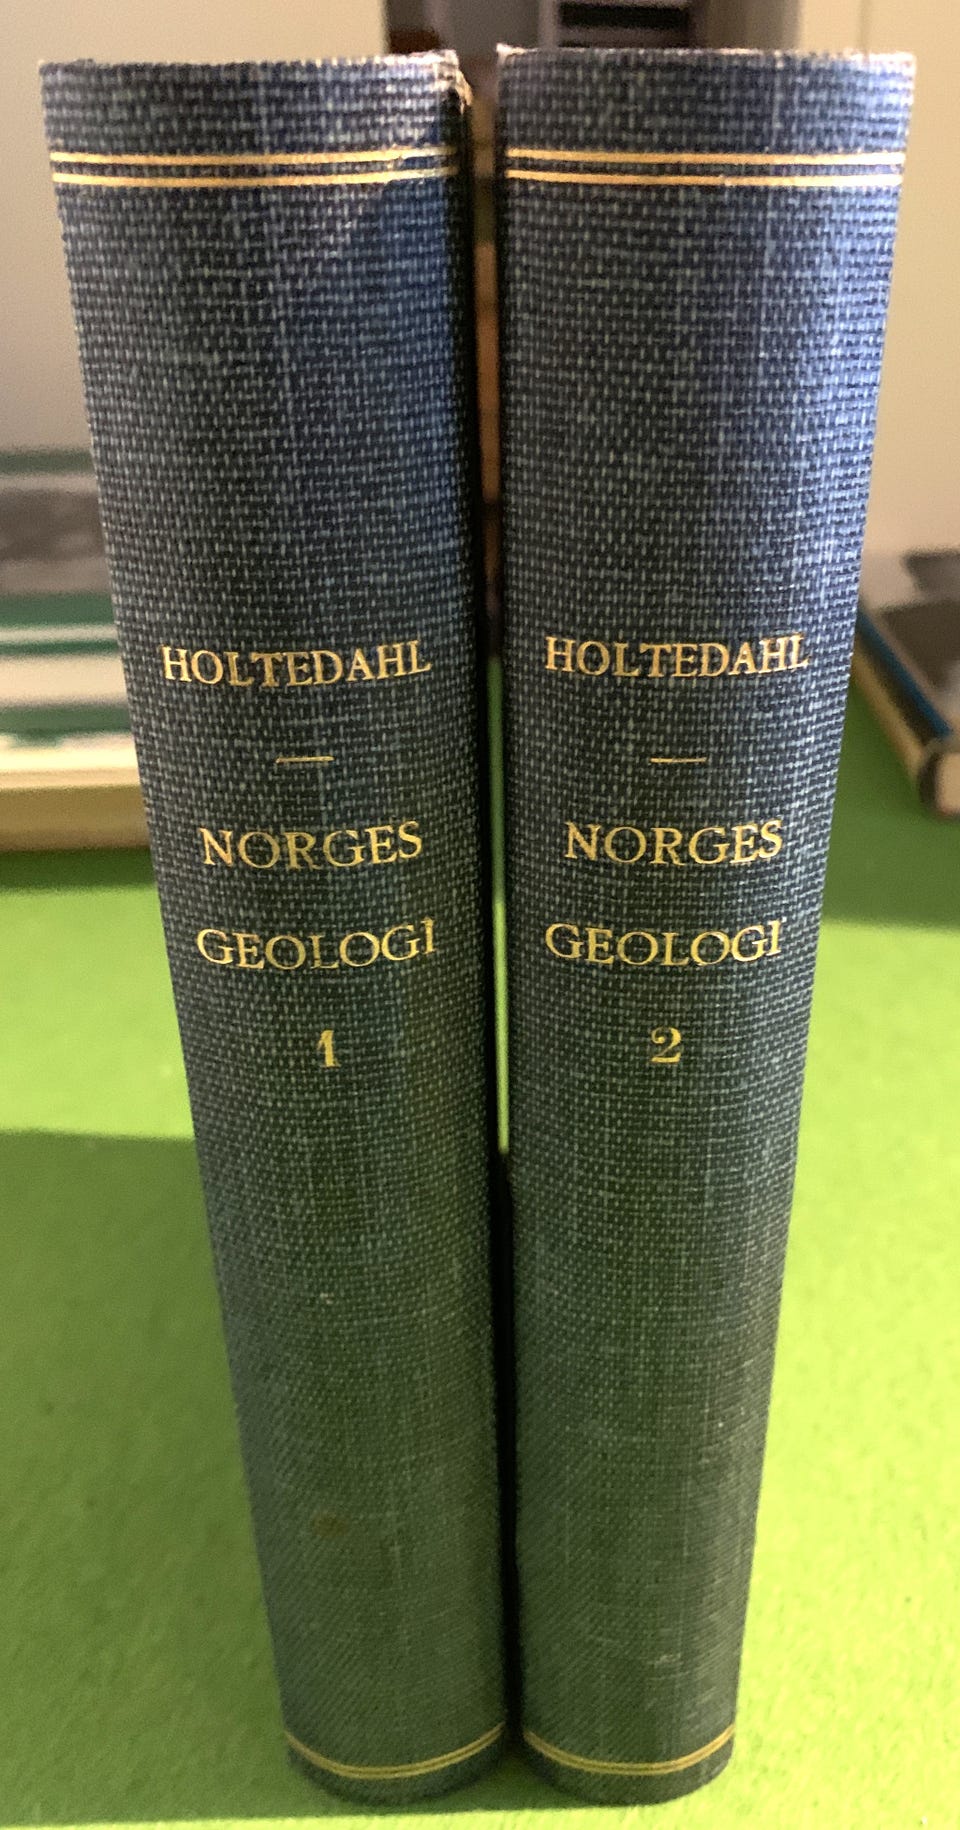 HOLTEDAHL
NORGES
GEOLOGI
1
HOLTEDAHL
NORGES
GEOLOGI
2